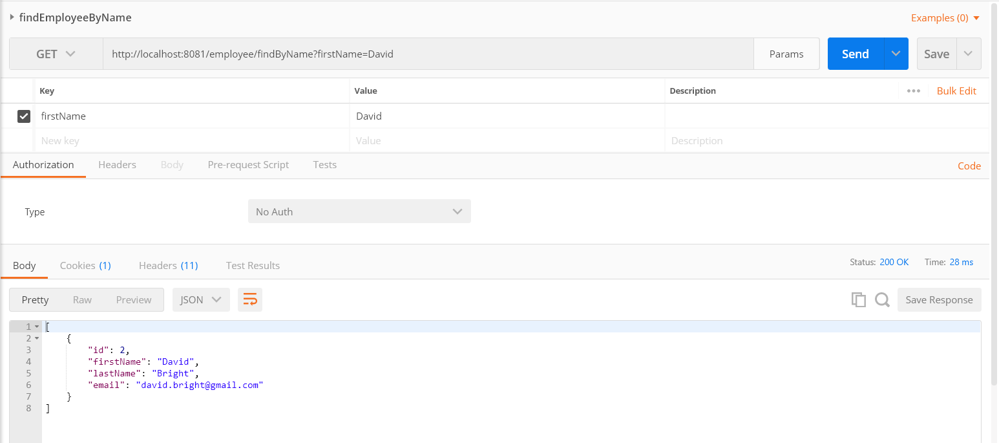 findEmployeeByName Examples (0)
GET http://localhost:8081/employee/findByName?firstName=David Params Send Save
Key Value Description ••• Bulk Edit
firstName David
New key Value Description
Authorization Headers Body Pre-request Script Tests Code
Type No Auth
Body Cookies (1) Headers (11) Test Results Status: 200 OK Time: 28 ms
Pretty Raw Preview JSON Save Response
1 [
2 {
3 "id": 2,
4 "firstName": "David",
5 "lastName": "Bright",
6 "email": "david.bright@gmail.com"
7 }
8 ]